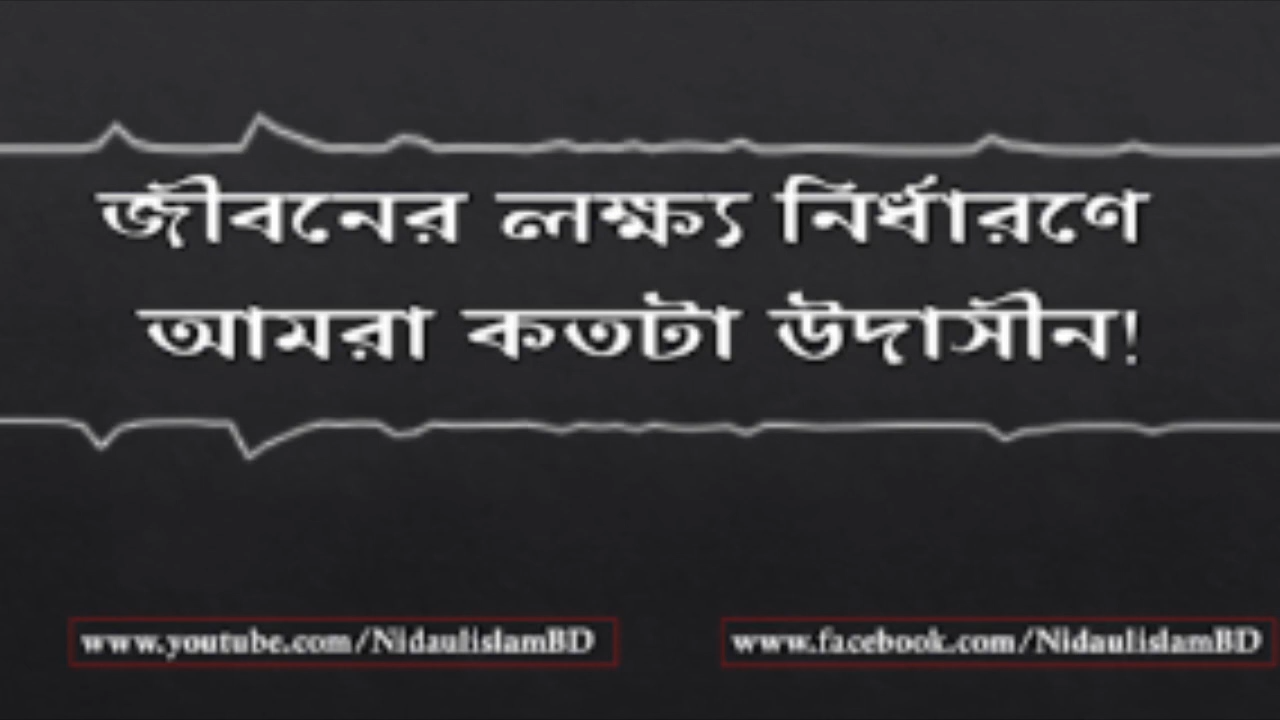 জীবনের লক্ষ্য নির্ধারণে
আমরা কতটা উদাসীন!
www.youtube.com/NidaulislamBD
www.facebook.com/NidaulislamBD